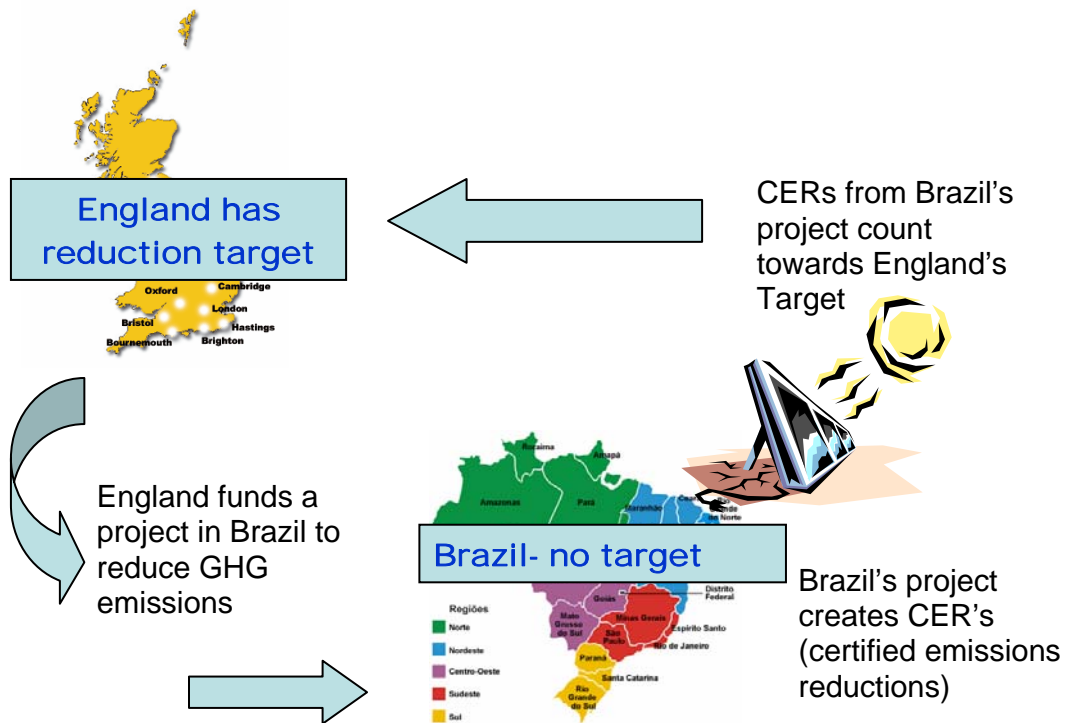 England has
reduction target
Oxford
Cambridge
London
Bristol
Hastings
Bournemouth
Brighton
CERs from Brazil's
project count
towards England's
Target
England funds a
project in Brazil to
reduce GHG
emissions
Roraima
Amapá
Amazonas
Pará
Maranhão
Grande
do Norte
Brazil- no target
Distrito
Federal
Goiás
Mato
Grosso
do Sul
Minas Gerais
Espírito Santo
São
Paulo
Rio de Janeiro
Paraná
Santa Catarina
Rio
Grande
do Sul
Regiões
Norte
Nordeste
Centro-Oeste
Sudeste
Sul
Brazil's project
creates CER's
(certified emissions
reductions)